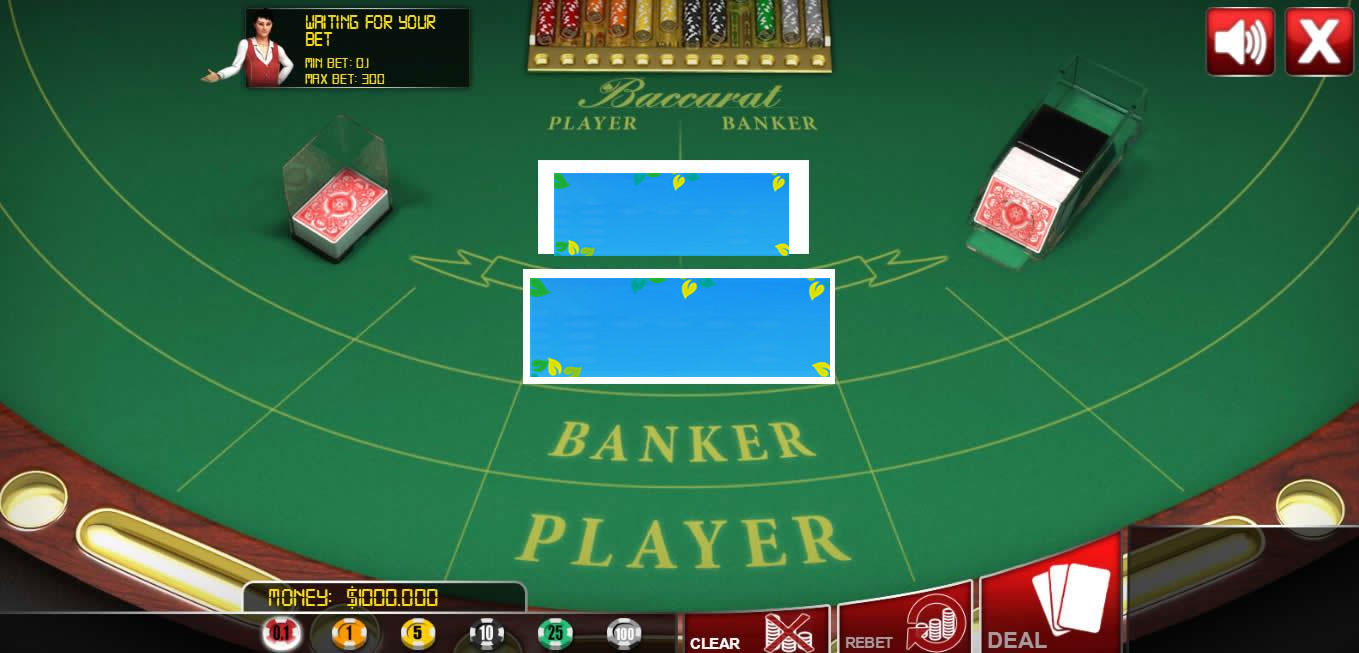 WAITING FOR YOUR
BET
MIN BET: 0.1
MAX BET: 300
Baccarat
PLAYER BANKER
BANKER
PLAYER
MONEY: $1000.000
0.1 1 5 10 25 100
CLEAR REBET DEAL